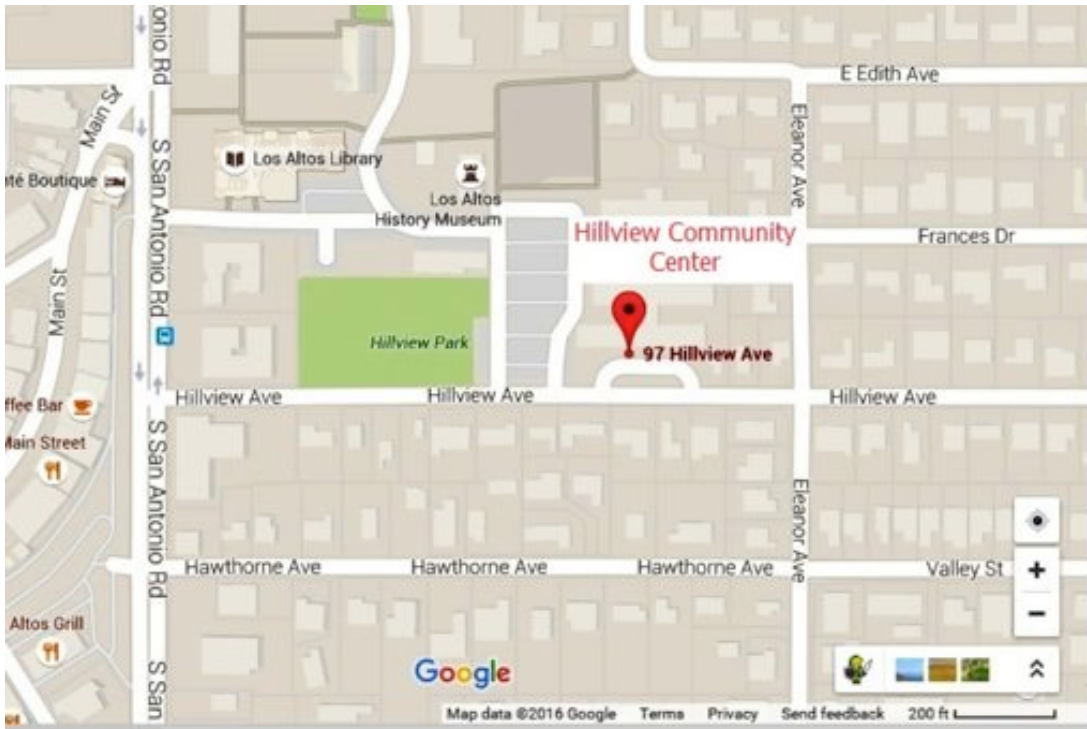 onio Rd
E Edith Ave
Main St
Eleanor Ave
S San Antonio Rd
Los Altos Library
té Boutique
Los Altos
History Museum
Hillview Community
Center
Frances Dr
Main St
Hillview Park
97 Hillview Ave
Hillview Ave
Hillview Ave
Hillview Ave
ffee Bar
Main Street
S San Antonio Rd
Eleanor Ave
Hawthorne Ave
Hawthorne Ave
Hawthorne Ave
Valley St
+
−
Altos Grill
S San
Google
Map data ©2016 Google Terms Privacy Send feedback 200 ft